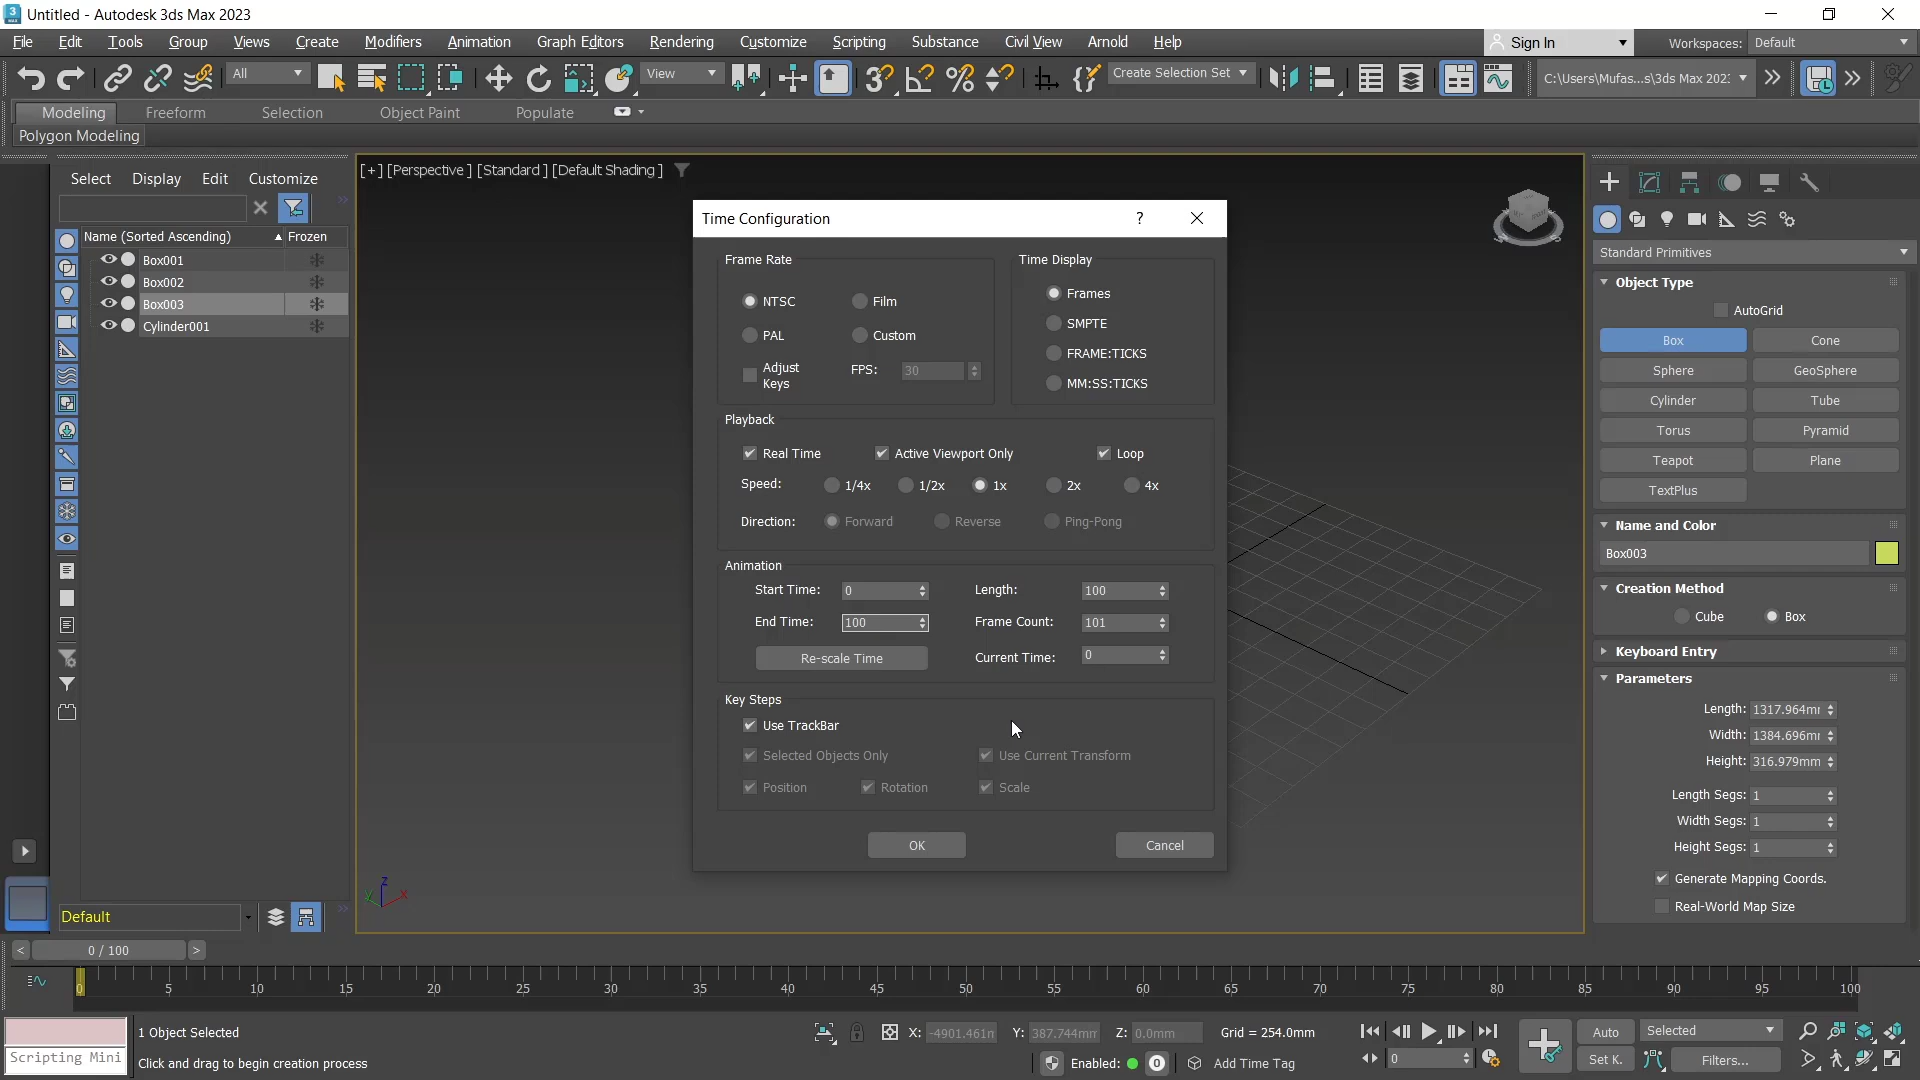 Untitled - Autodesk 3ds Max 2023
File Edit Tools Group Views Create Modifiers Animation Graph Editors Rendering Customize Scripting Substance Civil View Arnold Help
Sign In
Workspaces: Default
All
View
Create Selection Set
C:\Users\Mufas...s\3ds Max 202
Modeling Freeform Selection Object Paint Populate
Polygon Modeling
Select Display Edit Customize
Name (Sorted Ascending) Frozen
Box001
Box002
Box003
Cylinder001
Default
[+] [Perspective ] [Standard ] [Default Shading ]
Time Configuration ?
Frame Rate
NTSC Film
PAL Custom
Adjust Keys
FPS: 30
Time Display
Frames
SMPTE
FRAME:TICKS
MM:SS:TICKS
Playback
Real Time Active Viewport Only Loop
Speed: 1/4x 1/2x 1x 2x 4x
Direction: Forward Reverse Ping-Pong
Animation
Start Time: 0 Length: 100
End Time: 100 Frame Count: 101
Re-scale Time Current Time: 0
Key Steps
Use TrackBar
Selected Objects Only Use Current Transform
Position Rotation Scale
OK Cancel
Standard Primitives
Object Type
AutoGrid
Box Cone
Sphere GeoSphere
Cylinder Tube
Torus Pyramid
Teapot Plane
TextPlus
Name and Color
Box003
Creation Method
Cube Box
Keyboard Entry
Parameters
Length: 1317.964mr
Width: 1384.696mr
Height: 316.979mm
Length Segs: 1
Width Segs: 1
Height Segs: 1
Generate Mapping Coords.
Real-World Map Size
< 0 / 100 >
0 5 10 15 20 25 30 35 40 45 50 55 60 65 70 75 80 85 90 95 100
Scripting Mini
1 Object Selected
Click and drag to begin creation process
X: -4901.461n Y: 387.744mr Z: 0.0mm Grid = 254.0mm
Enabled: 0 Add Time Tag
0
Auto Selected
Set K. Filters...